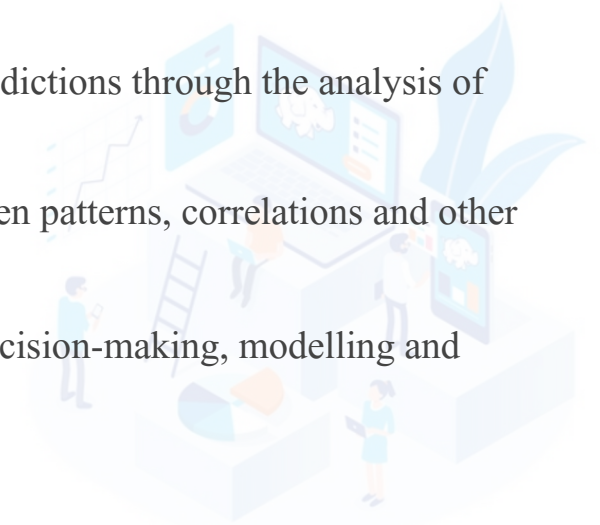 dictions through the analysis of
en patterns, correlations and other
cision-making, modelling and